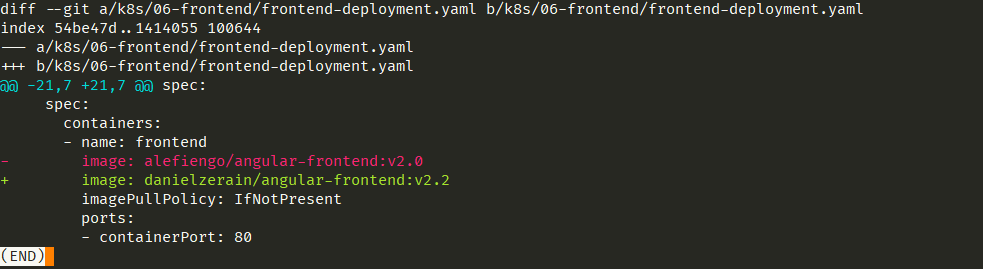 diff --git a/k8s/06-frontend/frontend-deployment.yaml b/k8s/06-frontend/frontend-deployment.yaml
index 54be47d..1414055 100644
--- a/k8s/06-frontend/frontend-deployment.yaml
+++ b/k8s/06-frontend/frontend-deployment.yaml
@@ -21,7 +21,7 @@ spec:
     spec:
       containers:
       - name: frontend
-        image: alefiengo/angular-frontend:v2.0
+        image: danielzerain/angular-frontend:v2.2
         imagePullPolicy: IfNotPresent
         ports:
         - containerPort: 80
(END)